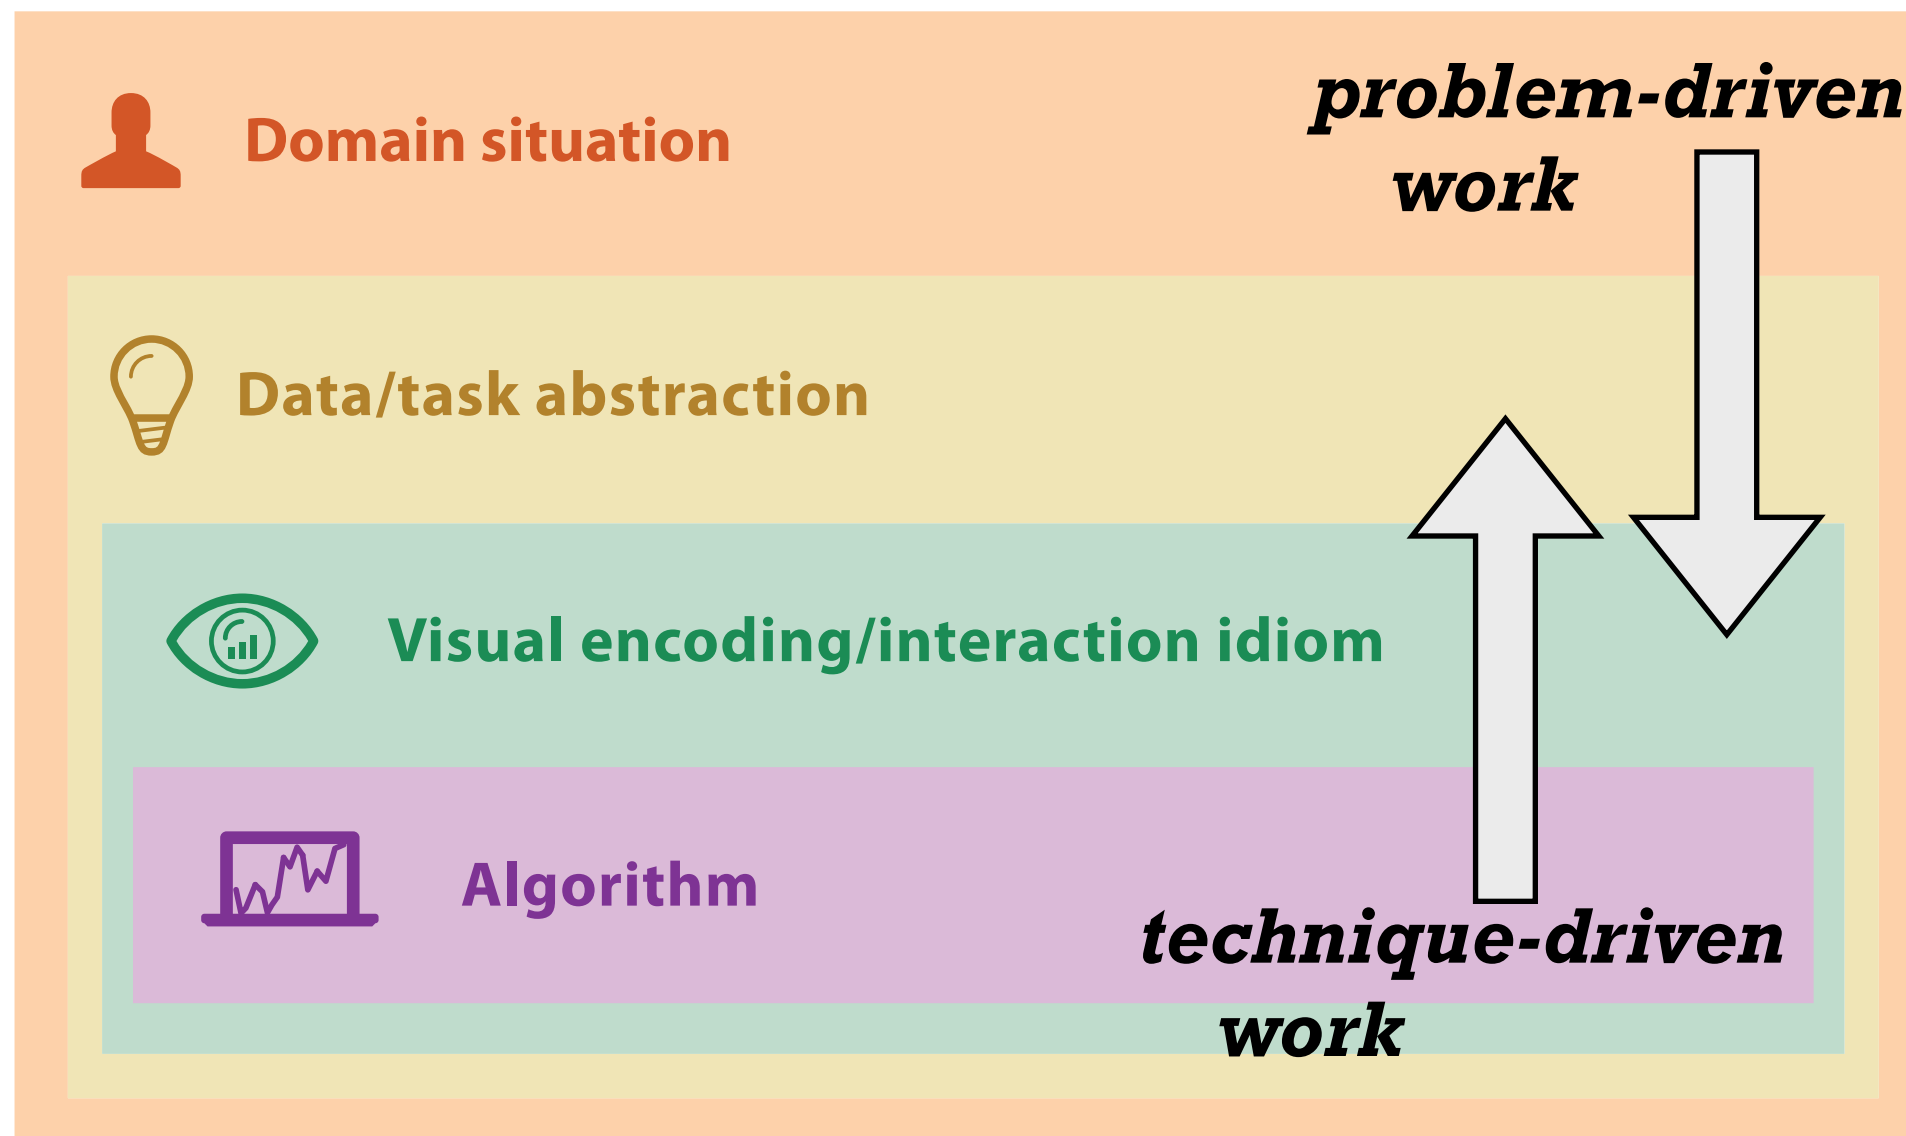 problem-driven
work
Domain situation
Data/task abstraction
Visual encoding/interaction idiom
Algorithm
technique-driven
work